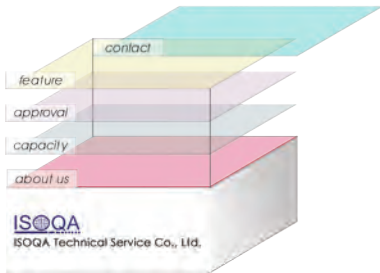 contact
feature
approval
capacity
about us
ISOQA
ISOQA Technical Service Co., Ltd.